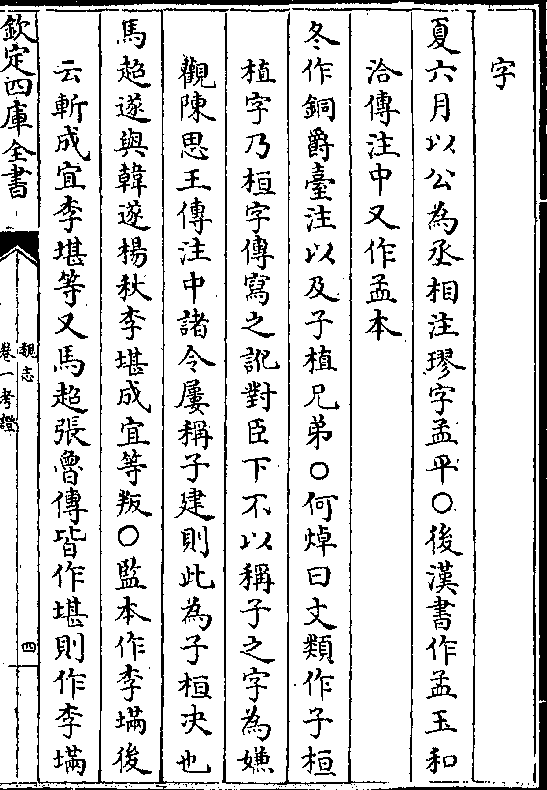 字
夏六月以公為丞相注璆字孟平○後漢書作孟玉和
洽傳注中又作孟本
冬作銅爵臺注以及子植兄弟○何焯曰文類作子桓
植字乃桓字傳寫之訛對臣下不以稱子之字為嫌
觀陳思王傳注中諸令屢稱子建則此為子桓决也
馬超遂與韓遂楊秋李堪成宜等叛○監本作李㙢後
云斬成宜李堪等又馬超張魯傳皆作堪則作李㙢
欽定四庫全書
魏志
卷一考證
四